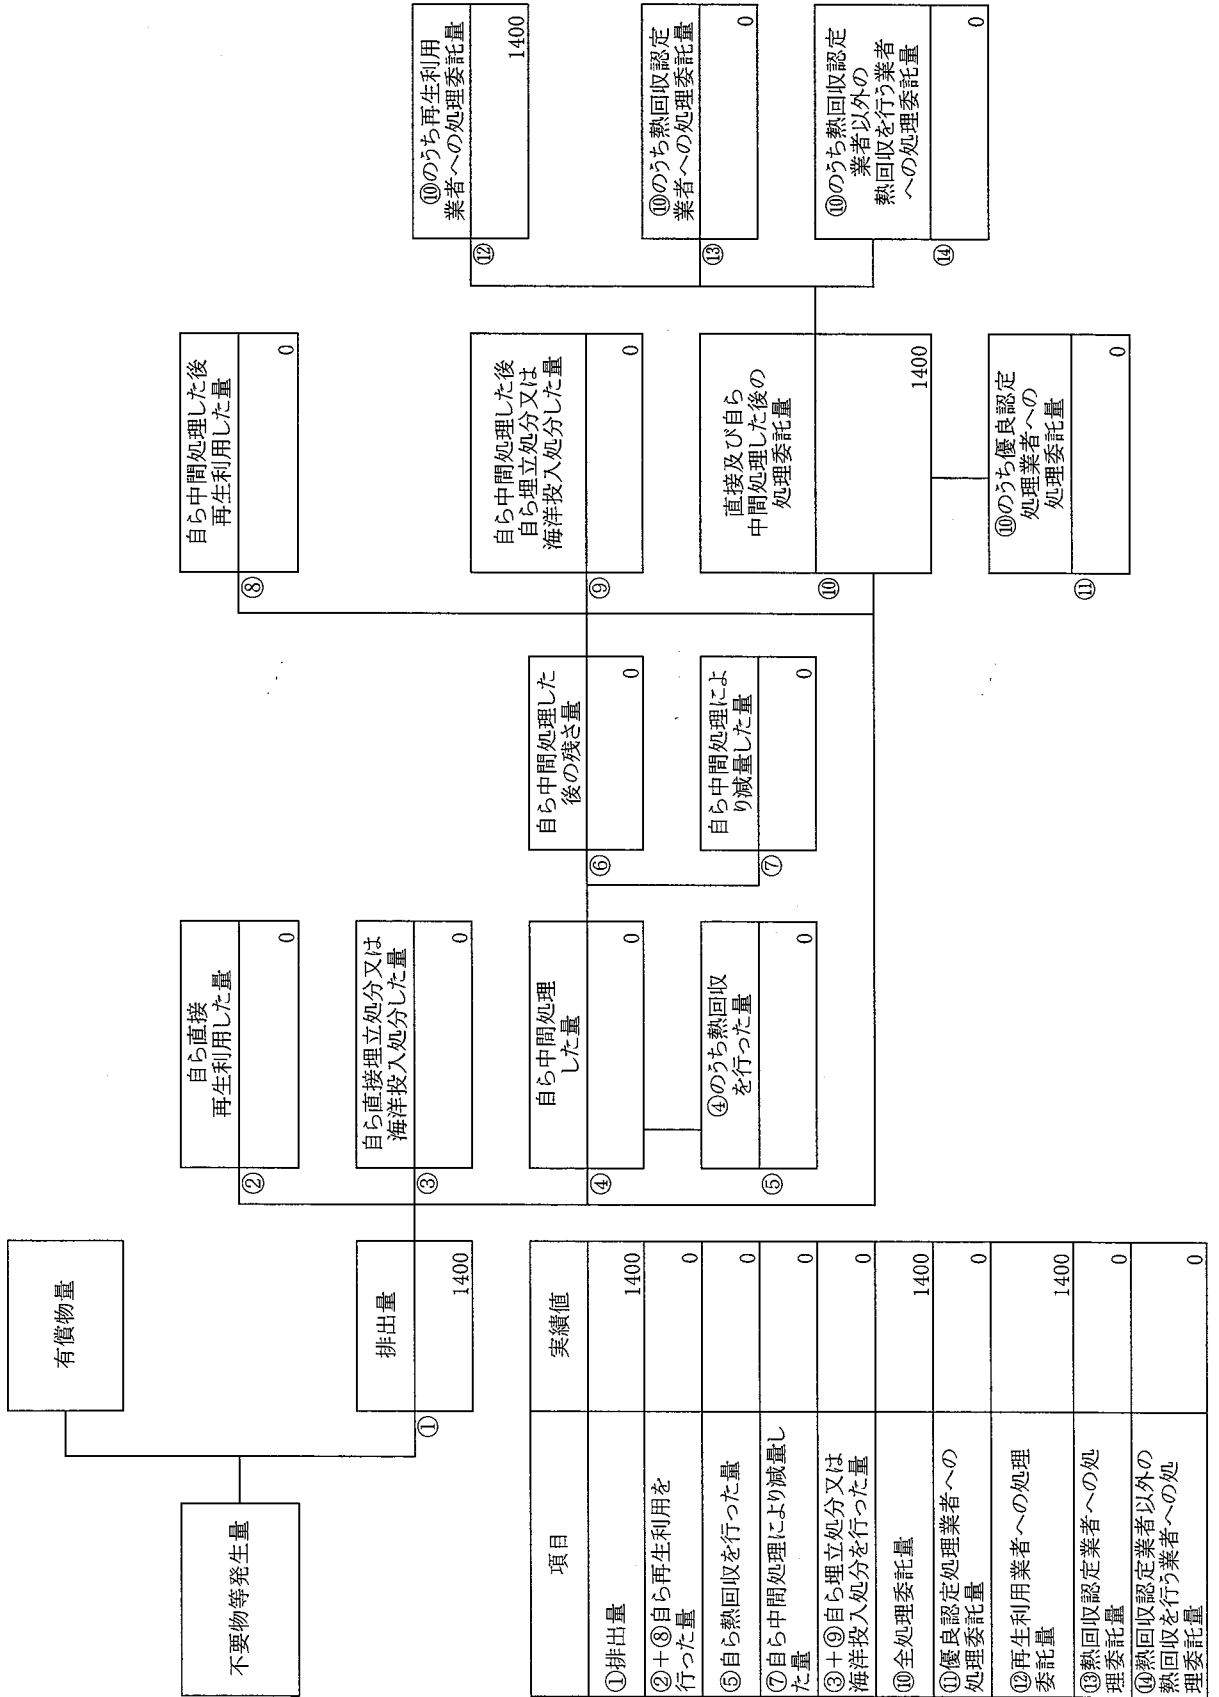 不要物等発生量
有償物量
①
排出量
1400
②
自ら直接
再生利用した量
0
③
自ら直接埋立処分又は
海洋投入処分した量
0
④
自ら中間処理
した量
0
⑤
④のうち熱回収
を行った量
0
⑥
自ら中間処理した
後の残さ量
0
⑦
自ら中間処理によ
り減量した量
0
⑧
自ら中間処理した後
再生利用した量
0
⑨
自ら中間処理した後
自ら埋立処分又は
海洋投入処分した量
0
⑩
直接及び自ら
中間処理した後の
処理委託量
1400
⑪
⑩のうち優良認定
処理業者への
処理委託量
0
⑫
⑩のうち再生利用
業者への処理委託量
1400
⑬
⑩のうち熱回収認定
業者への処理委託量
0
⑭
⑩のうち熱回収認定
業者以外の
熱回収を行う業者
への処理委託量
0
項目 実績値
①排出量 1400
②+⑧自ら再生利用を
行った量 0
⑤自ら熱回収を行った量 0
⑦自ら中間処理により減量し
た量 0
③+⑨自ら埋立処分又は
海洋投入処分を行った量 0
⑩全処理委託量 1400
⑪優良認定処理業者への
処理委託量 0
⑫再生利用業者への処理
委託量 1400
⑬熱回収認定業者への処
理委託量 0
⑭熱回収認定業者以外の
熱回収を行う業者への処
理委託量 0